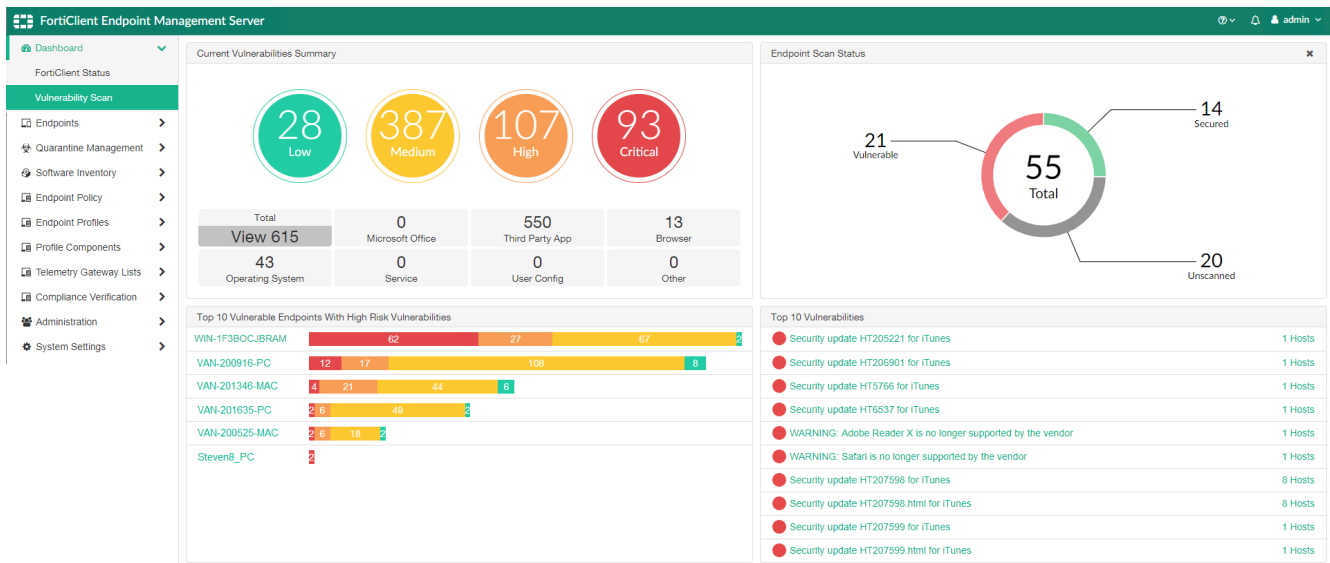 FortiClient Endpoint Management Server
admin
Dashboard
FortiClient Status
Vulnerability Scan
Endpoints
Quarantine Management
Software Inventory
Endpoint Policy
Endpoint Profiles
Profile Components
Telemetry Gateway Lists
Compliance Verification
Administration
System Settings
Current Vulnerabilities Summary
28 387 107 93
Low Medium High Critical
Total 0 550 13
View 615 Microsoft Office Third Party App Browser
43 0 0 0
Operating System Service User Config Other
Endpoint Scan Status
14
Secured
21
Vulnerable
55
Total
20
Unscanned
Top 10 Vulnerable Endpoints With High Risk Vulnerabilities
WIN-1F3BOCJBRAM 62 27 67 2
VAN-200916-PC 12 17 108 8
VAN-201346-MAC 4 21 44 6
VAN-201635-PC 2 6 49 2
VAN-200525-MAC 2 6 18 2
Steven8_PC 2
Top 10 Vulnerabilities
Security update HT205221 for iTunes 1 Hosts
Security update HT206901 for iTunes 1 Hosts
Security update HT5766 for iTunes 1 Hosts
Security update HT6537 for iTunes 1 Hosts
WARNING: Adobe Reader X is no longer supported by the vendor 1 Hosts
WARNING: Safari is no longer supported by the vendor 1 Hosts
Security update HT207598 for iTunes 8 Hosts
Security update HT207598.html for iTunes 8 Hosts
Security update HT207599 for iTunes 1 Hosts
Security update HT207599.html for iTunes 1 Hosts